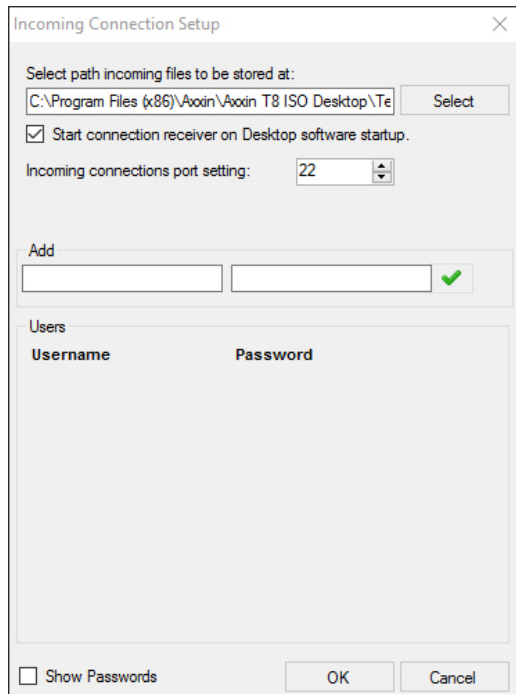 Incoming Connection Setup
Select path incoming files to be stored at:
C:\Program Files (x86)\Axxin\Axxin T8 ISO Desktop\Te Select
Start connection receiver on Desktop software startup.
Incoming connections port setting: 22
Add
Users
Username Password
Show Passwords OK Cancel